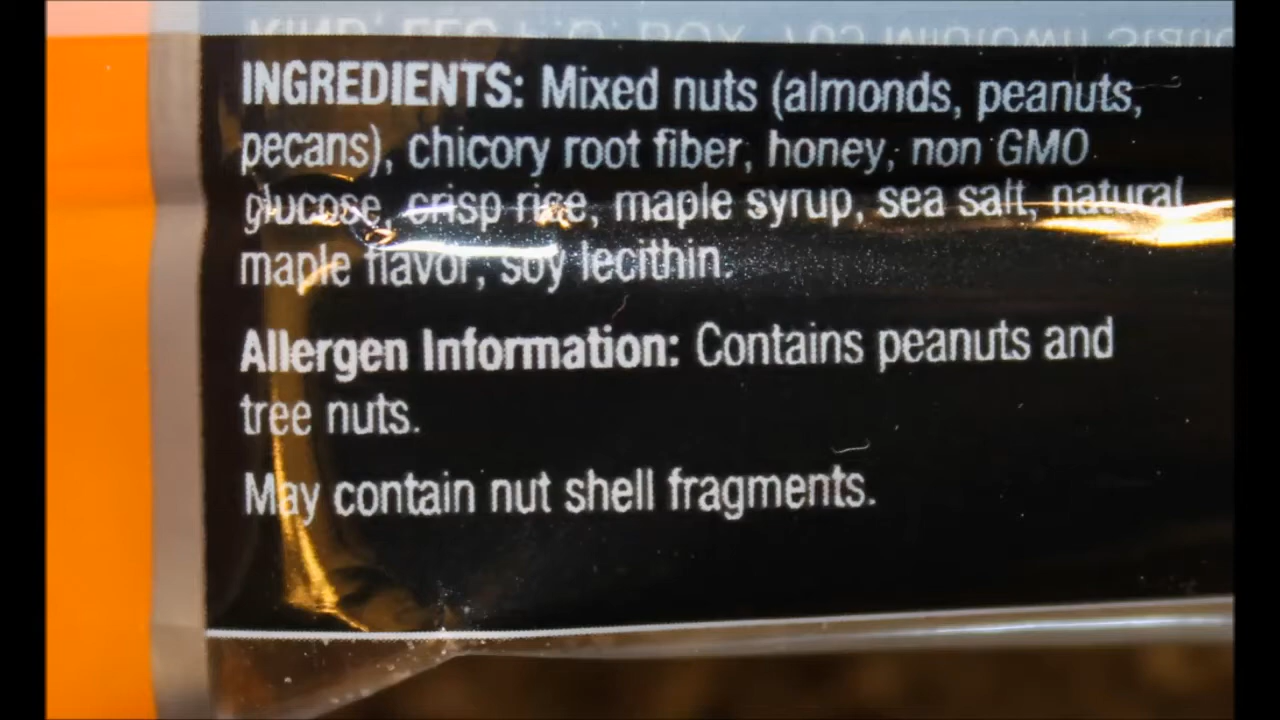 INGREDIENTS: Mixed nuts (almonds, peanuts,
pecans), chicory root fiber, honey, non GMO
glucose, crisp rice, maple syrup, sea salt, natural
maple flavor, soy lecithin.
Allergen Information: Contains peanuts and
tree nuts.
May contain nut shell fragments.